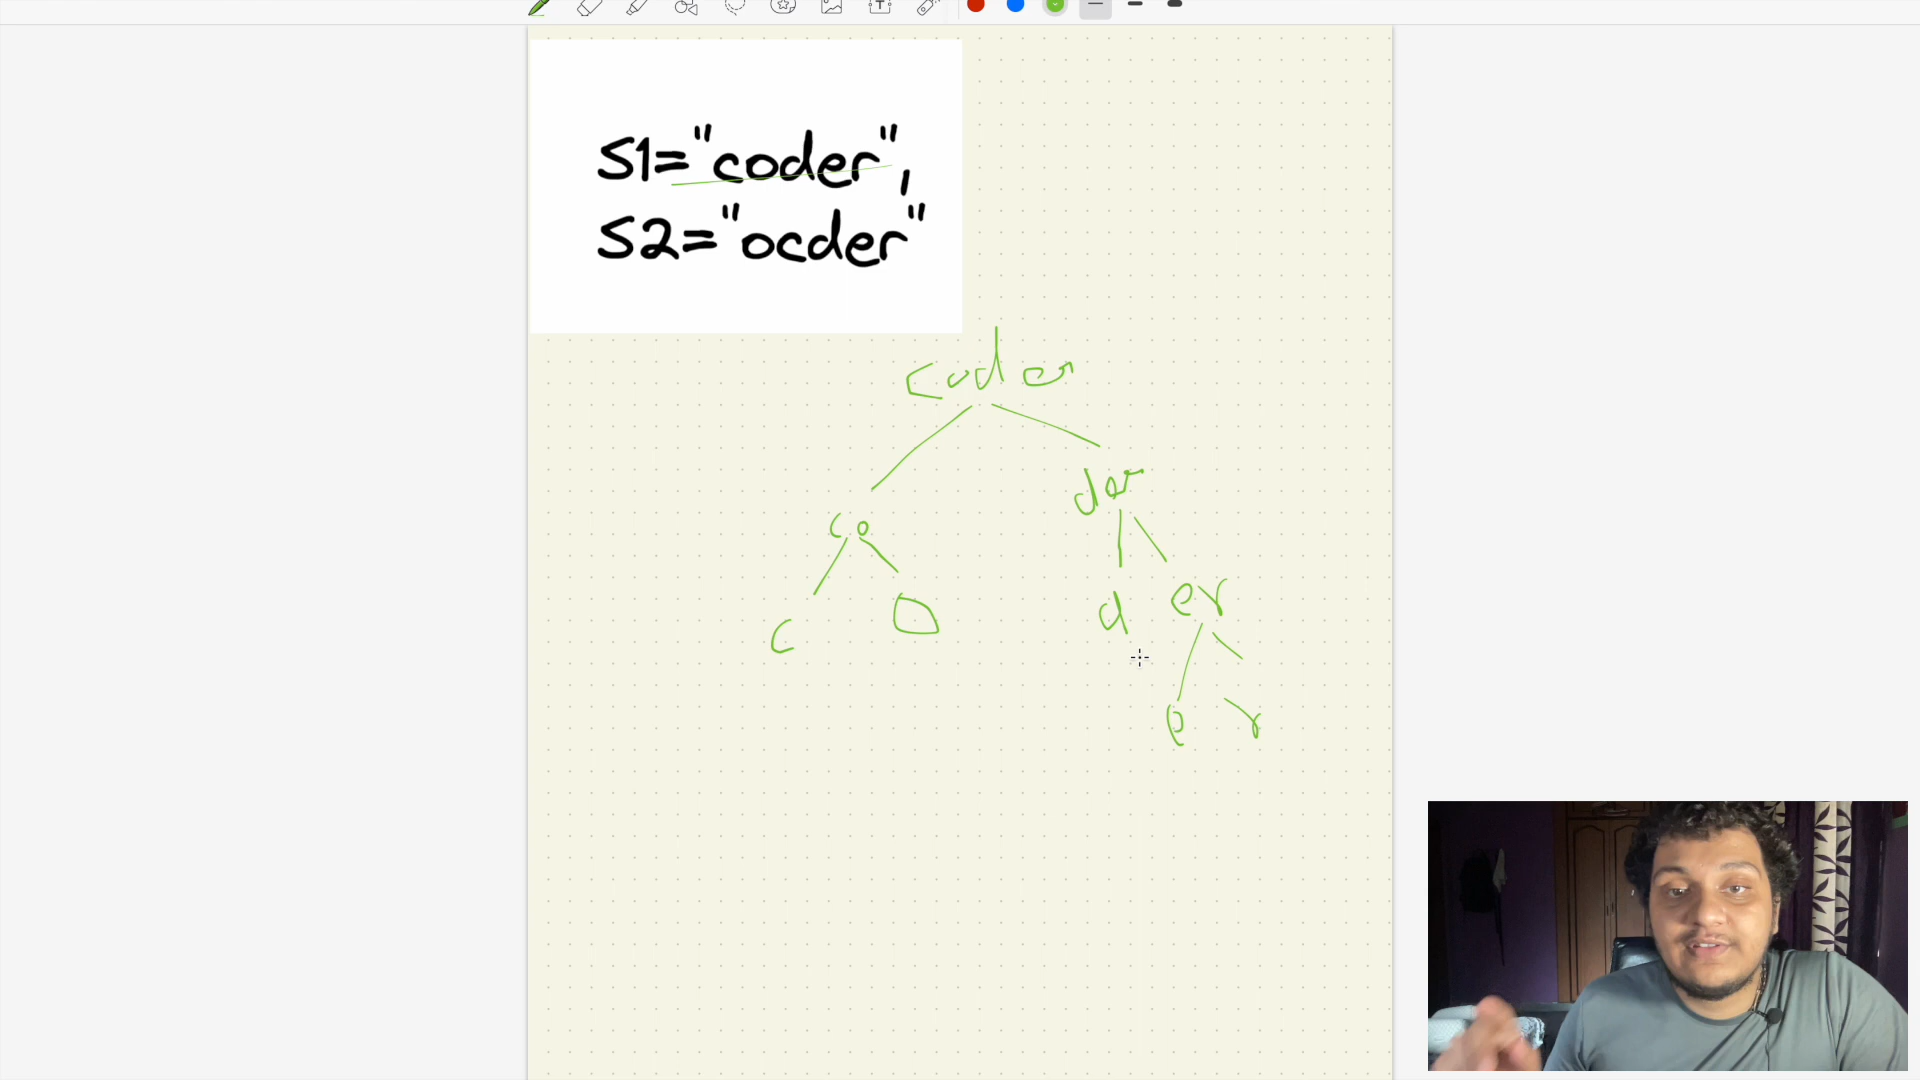 S1="coder",
S2="ocder"
coder
co der
c o d er
e r